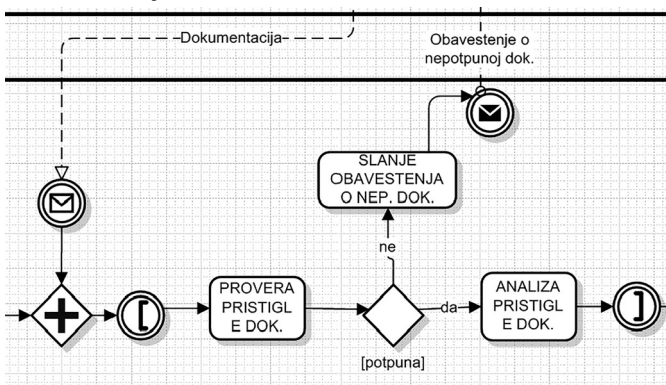 Dokumentacija
Obavestenje o
nepotpunoj dok.
SLANJE
OBAVESTENJA
O NEP. DOK.
ne
PROVERA
PRISTIGL
E DOK.
da
ANALIZA
PRISTIGL
E DOK.
[potpuna]